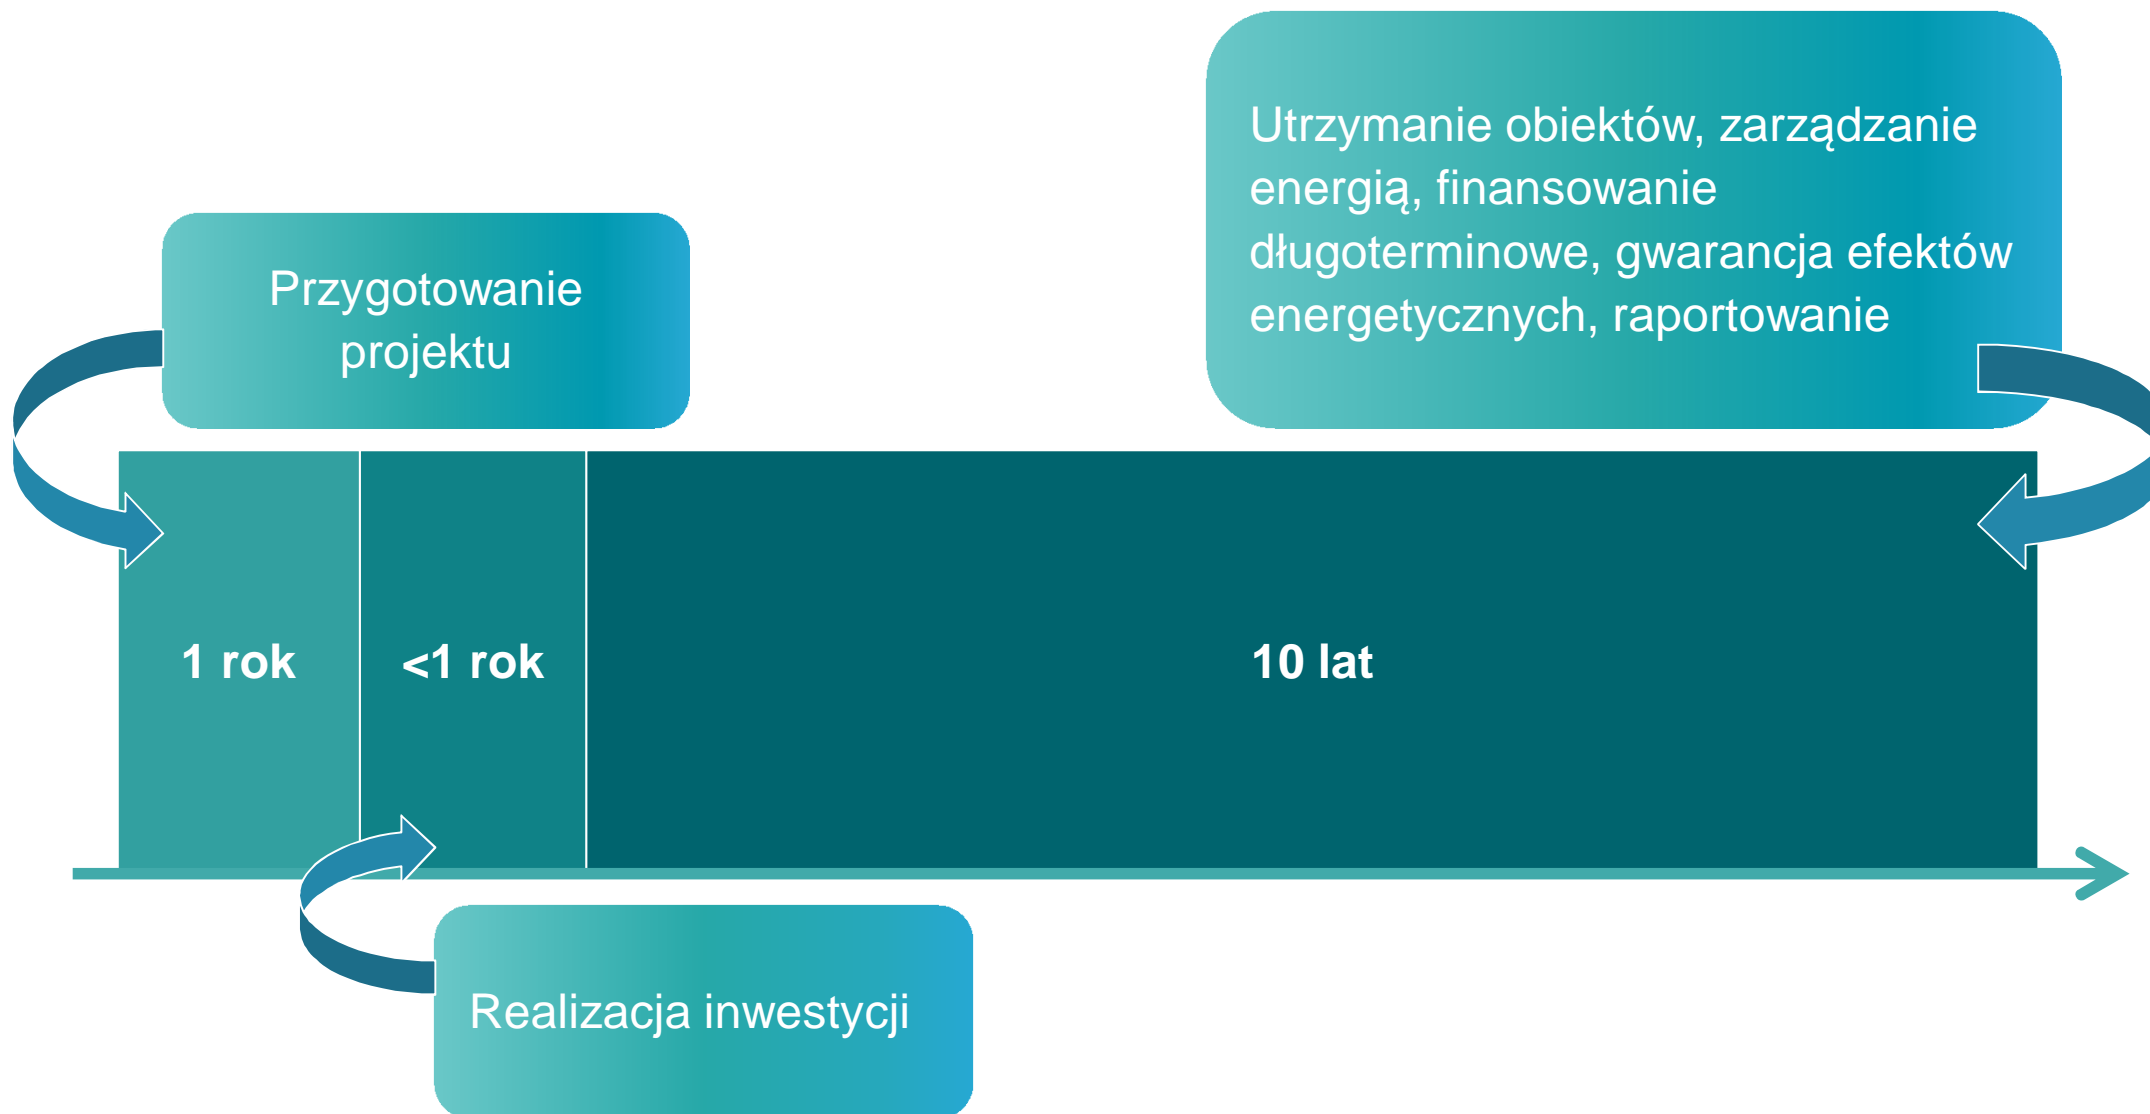 Utrzymanie obiektów, zarządzanie
energią, finansowanie
długoterminowe, gwarancja efektów
energetycznych, raportowanie
Przygotowanie
projektu
1 rok
<1 rok
10 lat
Realizacja inwestycji